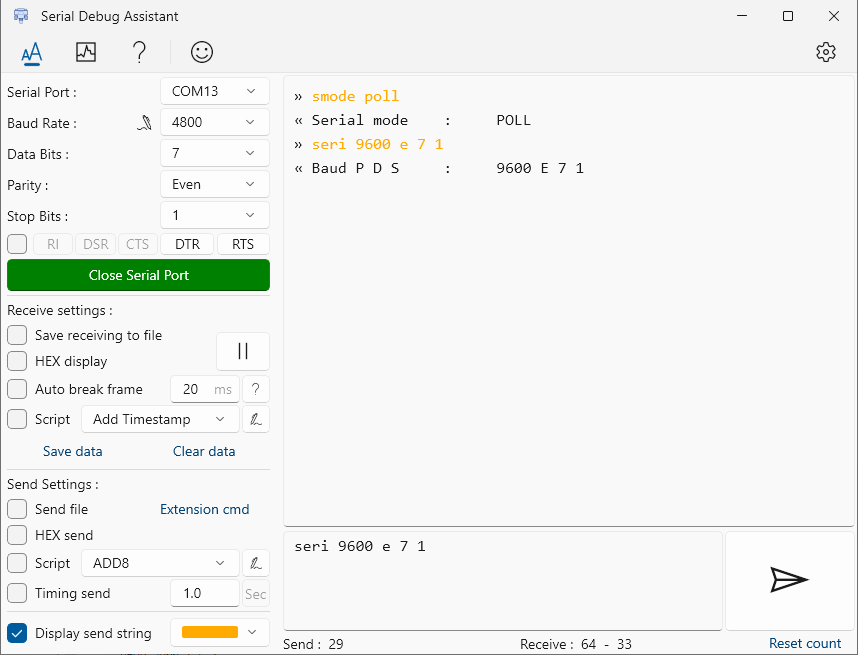 Serial Debug Assistant
AA
?
Serial Port :
COM13
Baud Rate :
4800
Data Bits :
7
Parity :
Even
Stop Bits :
1
RI DSR CTS DTR RTS
Close Serial Port
Receive settings :
Save receiving to file
HEX display
Auto break frame 20 ms ?
Script Add Timestamp
Save data Clear data
Send Settings :
Send file Extension cmd
HEX send
Script ADD8
Timing send 1.0 Sec
Display send string
» smode poll
« Serial mode : POLL
» seri 9600 e 7 1
« Baud P D S : 9600 E 7 1
seri 9600 e 7 1
Send : 29 Receive : 64 - 33 Reset count